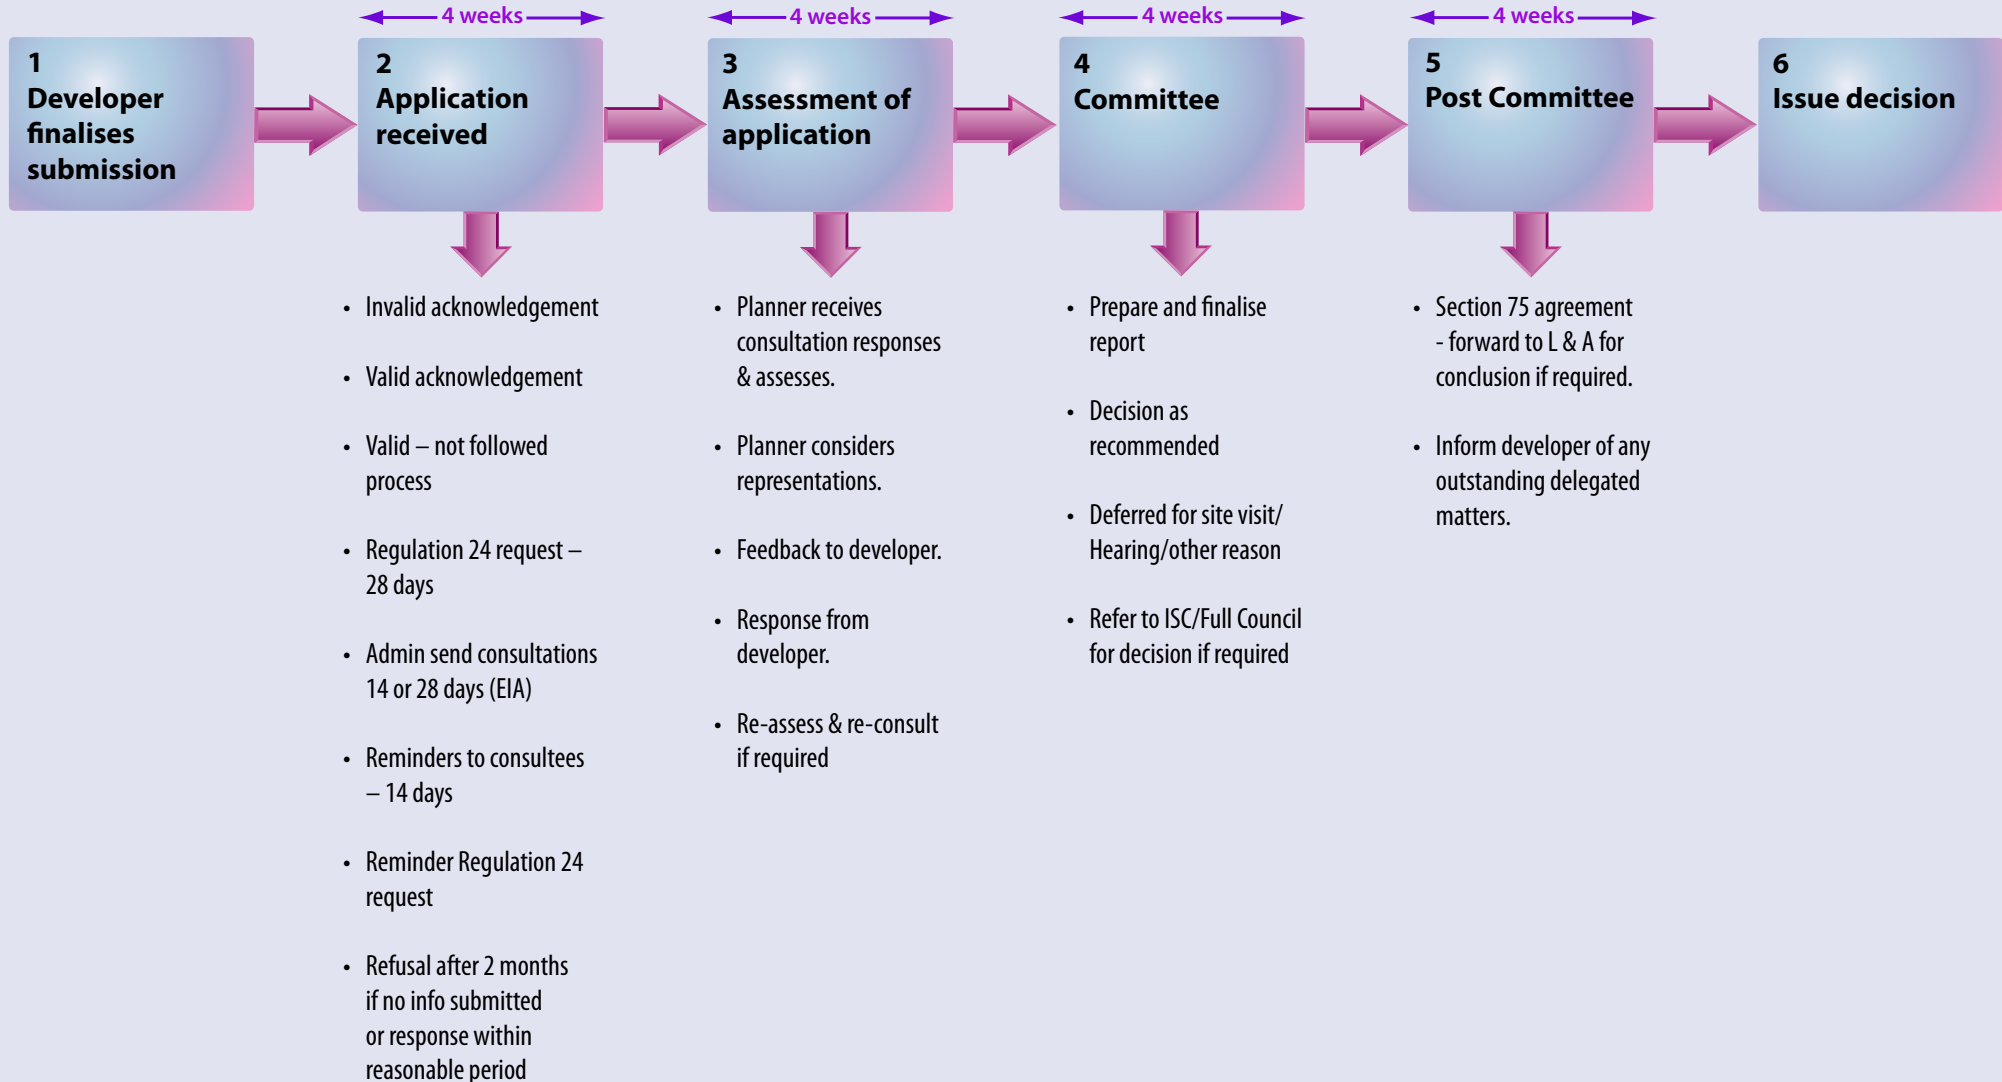 4 weeks
4 weeks
4 weeks
4 weeks
1
Developer
finalises
submission
2
Application
received
3
Assessment of
application
4
Committee
5
Post Committee
6
Issue decision
• Invalid acknowledgement
• Valid acknowledgement
• Valid – not followed
process
• Regulation 24 request –
28 days
• Admin send consultations
14 or 28 days (EIA)
• Reminders to consultees
– 14 days
• Reminder Regulation 24
request
• Refusal after 2 months
if no info submitted
or response within
reasonable period
• Planner receives
consultation responses
& assesses.
• Planner considers
representations.
• Feedback to developer.
• Response from
developer.
• Re-assess & re-consult
if required
• Prepare and finalise
report
• Decision as
recommended
• Deferred for site visit/
Hearing/other reason
• Refer to ISC/Full Council
for decision if required
• Section 75 agreement
- forward to L & A for
conclusion if required.
• Inform developer of any
outstanding delegated
matters.